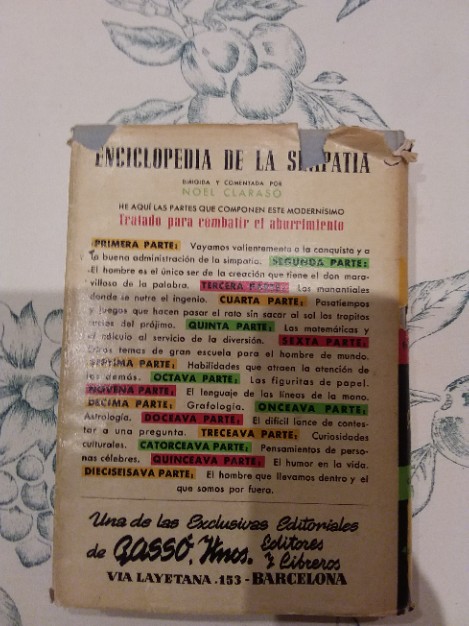 ENCICLOPEDIA DE LA SIMPATIA
DIRIGIDA Y COMENTADA POR
NOEL CLARASÓ
HE AQUÍ LAS PARTES QUE COMPONEN ESTE MODERNÍSIMO
Tratado para combatir el aburrimiento
PRIMERA PARTE: Vayamos valientemente a la conquista y a
la buena administración de la simpatía. SEGUNDA PARTE:
El hombre es el único ser de la creación que tiene el don mara-
villoso de la palabra. TERCERA PARTE: Los manantiales
donde se nutre el ingenio. CUARTA PARTE: Pasatiempos
y juegos que hacen pasar el rato sin sacar al sol los trapitos
del prójimo. QUINTA PARTE: Las matemáticas y
el cálculo al servicio de la diversión. SEXTA PARTE:
Otros temas de gran escuela para el hombre de mundo.
SEPTIMA PARTE: Habilidades que atraen la atención de
los demás. OCTAVA PARTE: Las figuritas de papel.
NOVENA PARTE: El lenguaje de las líneas de la mano.
DECIMA PARTE: Grafología. ONCEAVA PARTE:
Astrología. DOCEAVA PARTE: El difícil lance de contes-
tar a una pregunta. TRECEAVA PARTE: Curiosidades
culturales. CATORCEAVA PARTE: Pensamientos de perso-
nas célebres. QUINCEAVA PARTE: El humor en la vida.
DIECISEISAVA PARTE: El hombre que llevamos dentro y el
que somos por fuera.
Una de las Exclusivas Editoriales
de GASSÓ, Hnos. Editores
y Libreros
VIA LAYETANA .153 - BARCELONA